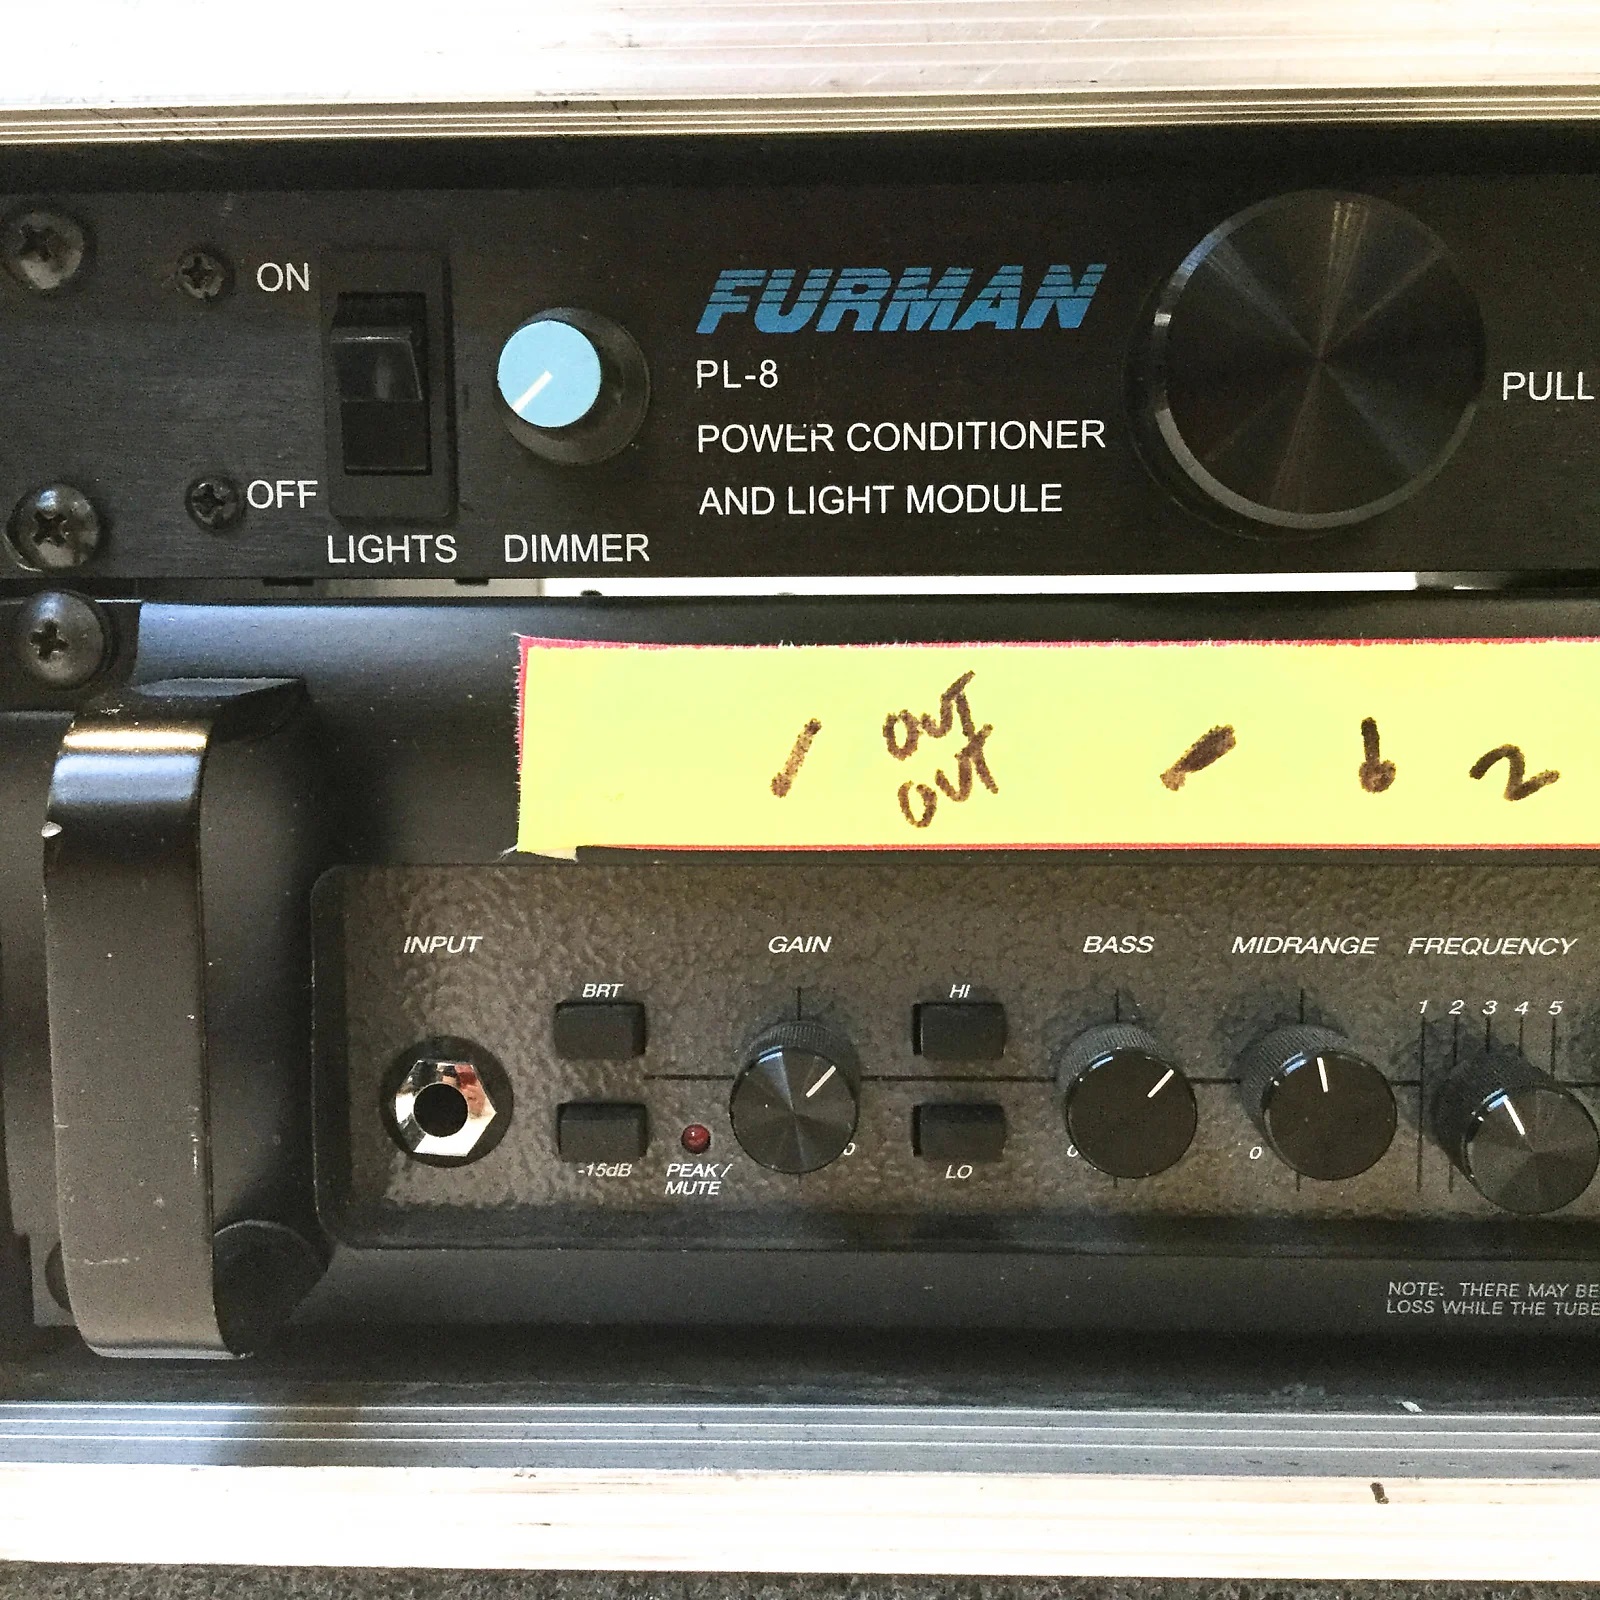 ON
OFF
LIGHTS
DIMMER
FURMAN
PL-8
POWER CONDITIONER
AND LIGHT MODULE
PULL
OUT
OUT
2
INPUT
GAIN
BASS
MIDRANGE
FREQUENCY
BRT
HI
1 2 3 4 5
-15dB
PEAK/
MUTE
0
LO
0
0
NOTE: THERE MAY BE
LOSS WHILE THE TUBE